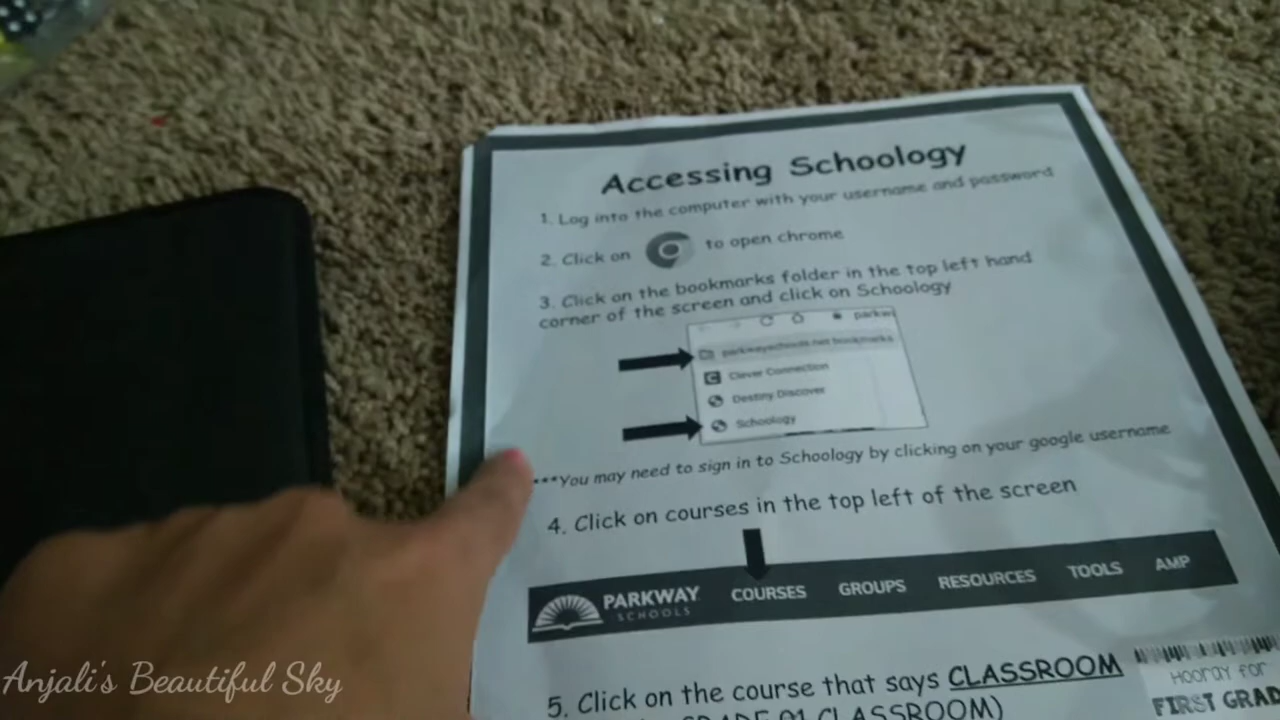 Accessing Schoology
1. Log into the computer with your username and password
2. Click on to open chrome
3. Click on the bookmarks folder in the top left hand
corner of the screen and click on Schoology
parkway
parkwayschools.net bookmarks
Clever Connection
Destiny Discover
Schoology
***You may need to sign in to Schoology by clicking on your google username
4. Click on courses in the top left of the screen
PARKWAY
SCHOOLS
COURSES GROUPS RESOURCES TOOLS AMP
5. Click on the course that says CLASSROOM
GRADE 01 CLASSROOM)
HOORAY FOR
FIRST GRAD
Anjali's Beautiful Sky